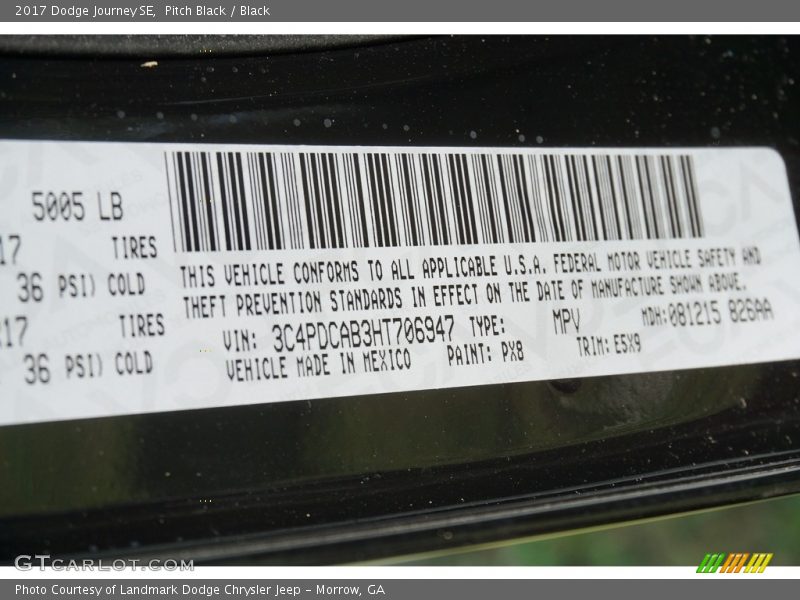 2017 Dodge Journey SE, Pitch Black / Black
5005 LB
17 TIRES
36 PSI) COLD
17 TIRES
36 PSI) COLD
THIS VEHICLE CONFORMS TO ALL APPLICABLE U.S.A. FEDERAL MOTOR VEHICLE SAFETY AND
THEFT PREVENTION STANDARDS IN EFFECT ON THE DATE OF MANUFACTURE SHOWN ABOVE.
VIN: 3C4PDCAB3HT706947 TYPE: MPV MDH:081215 826AA
VEHICLE MADE IN MEXICO PAINT: PX8 TRIM:E5X9
GTCARLOT.COM
Photo Courtesy of Landmark Dodge Chrysler Jeep – Morrow, GA